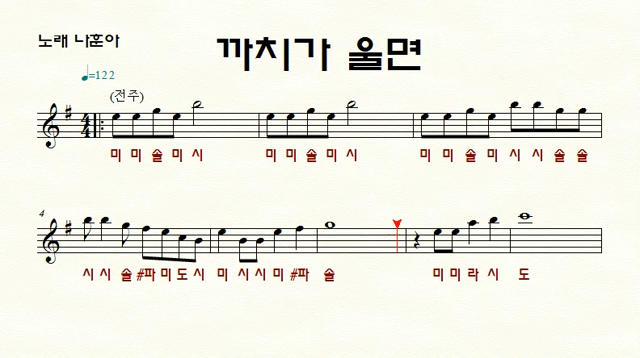 노래 나훈아
까치가 울면
♩=122
(전주)
4
4
미 미 솔 미 시 미 미 솔 미 시 미 미 솔 미 시 시 솔 솔
4
시 시 솔 #파 미 도 시 미 시 시 미 #파 솔 미 미 라 시 도